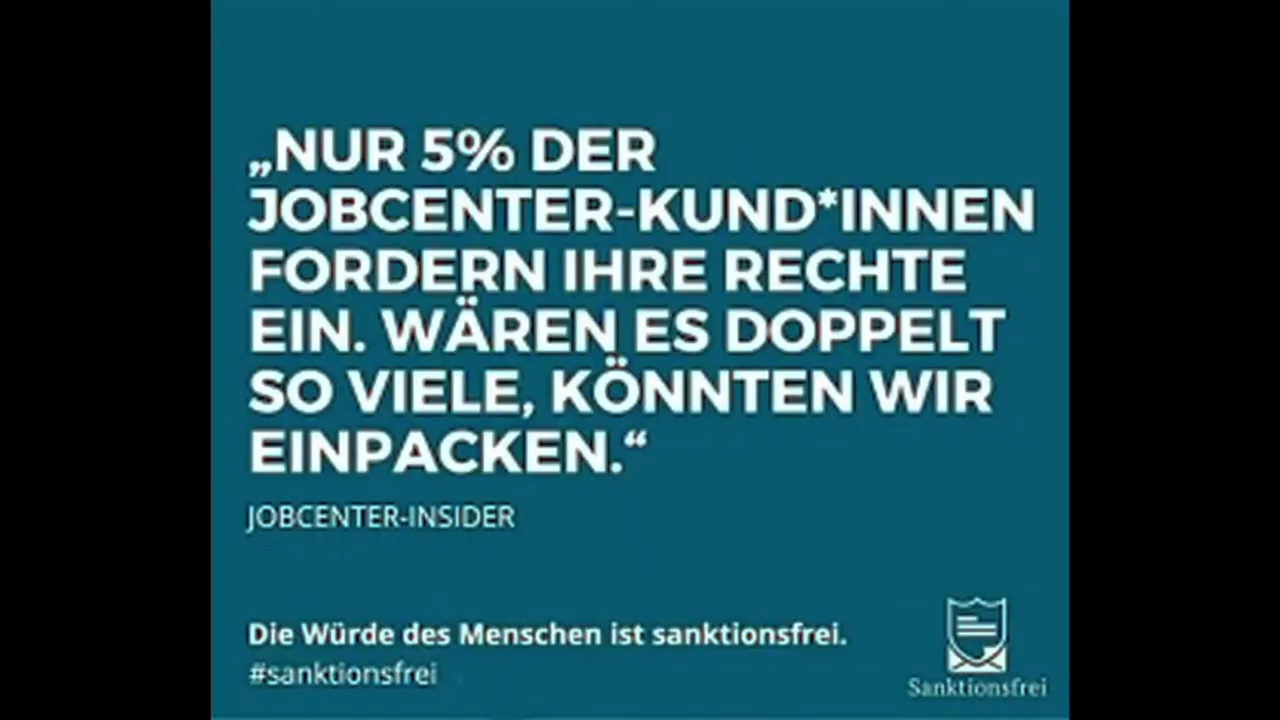 „NUR 5% DER
JOBCENTER-KUND*INNEN
FORDERN IHRE RECHTE
EIN. WÄREN ES DOPPELT
SO VIELE, KÖNNTEN WIR
EINPACKEN.“
JOBCENTER-INSIDER
Die Würde des Menschen ist sanktionsfrei.
#sanktionsfrei
Sanktionsfrei